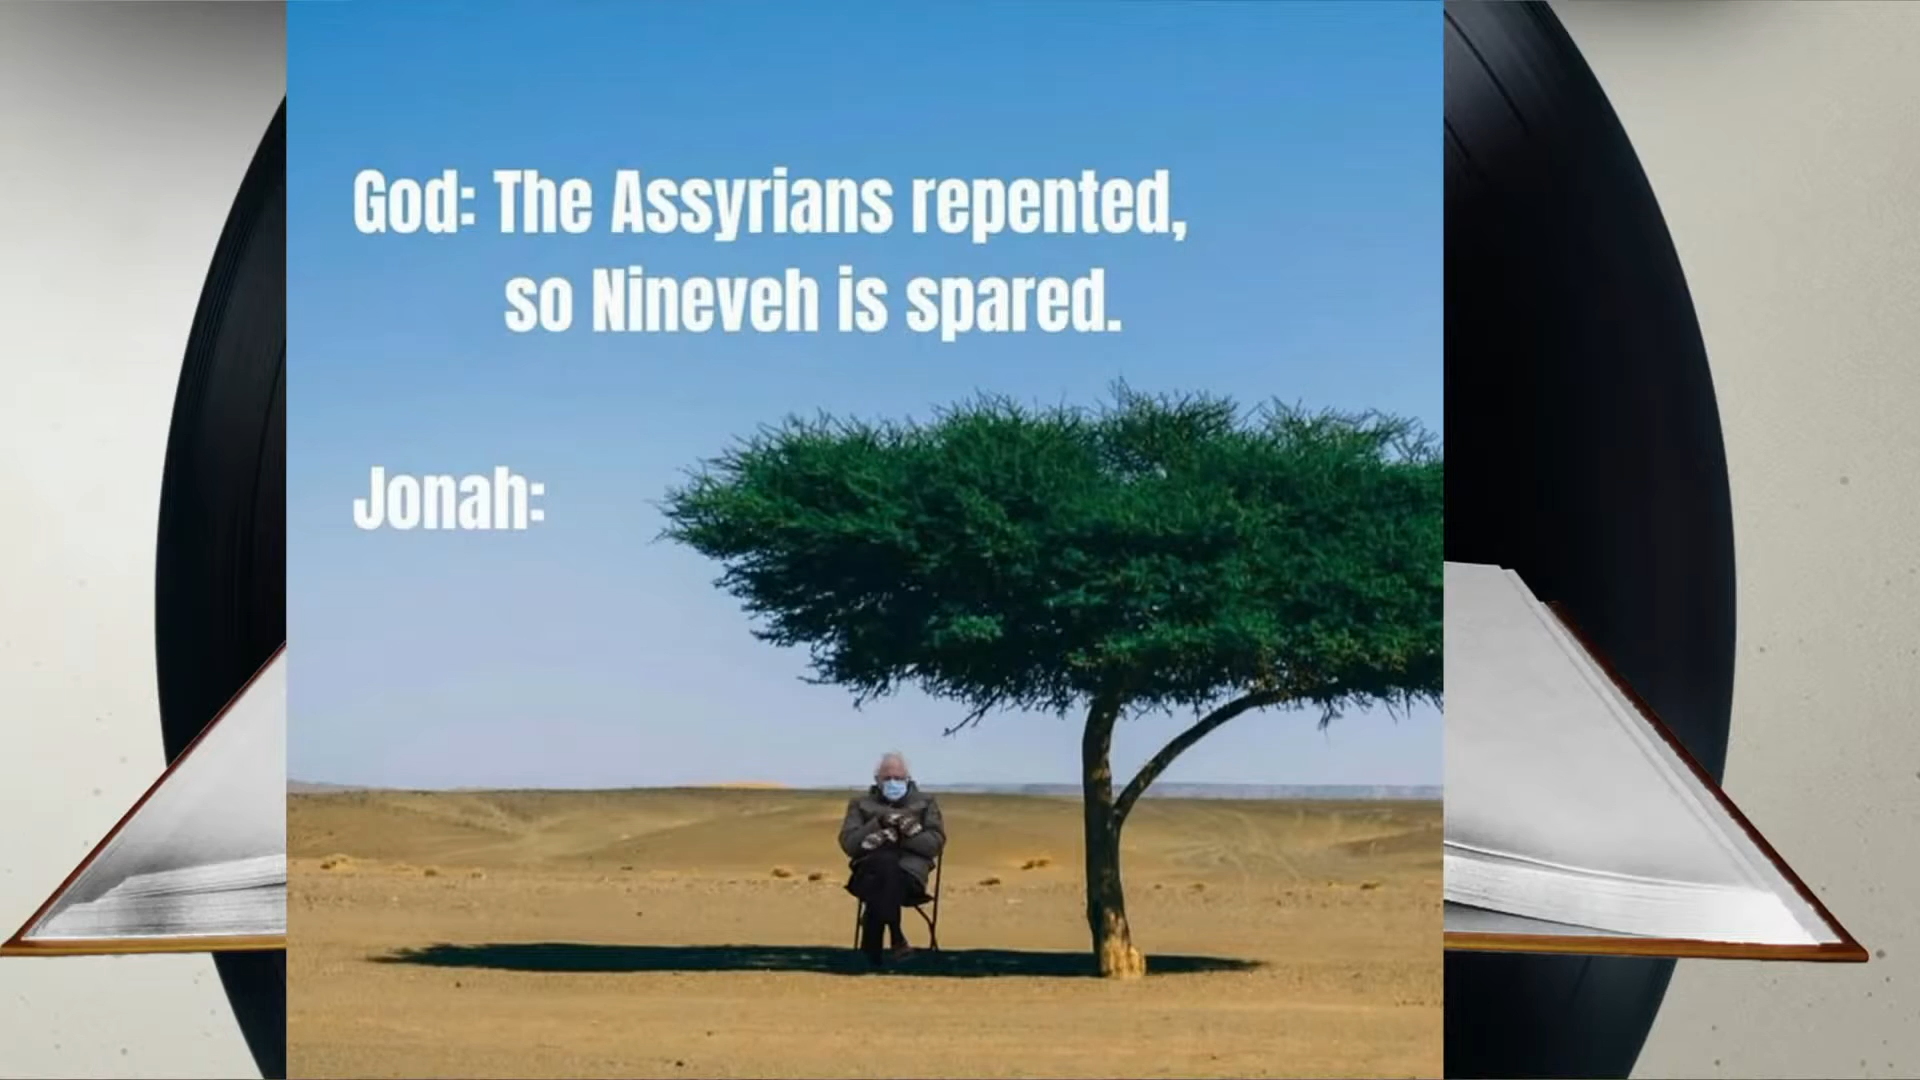 God: The Assyrians repented,
so Nineveh is spared.
Jonah: